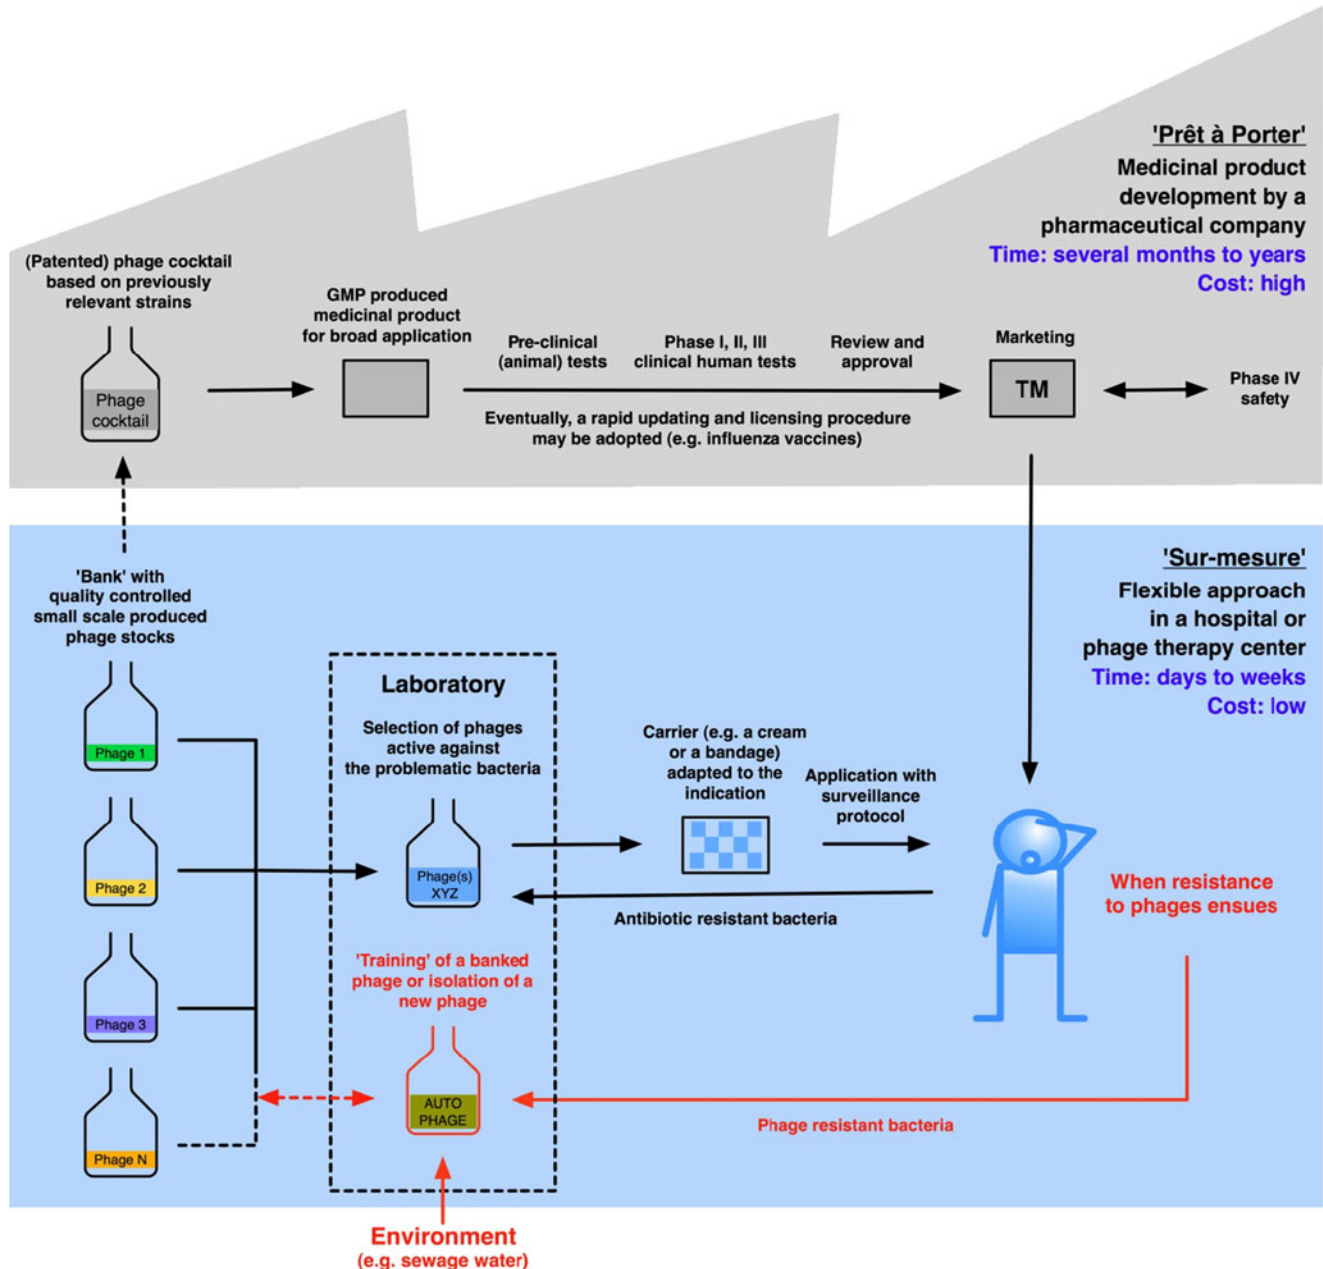 'Prêt à Porter'
Medicinal product
development by a
pharmaceutical company
Time: several months to years
Cost: high
(Patented) phage cocktail
based on previously
relevant strains
Phage
cocktail
GMP produced
medicinal product
for broad application
Pre-clinical
(animal) tests
Phase I, II, III
clinical human tests
Review and
approval
Eventually, a rapid updating and licensing procedure
may be adopted (e.g. influenza vaccines)
Marketing
TM
Phase IV
safety
'Sur-mesure'
Flexible approach
in a hospital or
phage therapy center
Time: days to weeks
Cost: low
'Bank' with
quality controlled
small scale produced
phage stocks
Phage 1
Phage 2
Phage 3
Phage N
Laboratory
Selection of phages
active against
the problematic bacteria
Phage(s)
XYZ
'Training' of a banked
phage or isolation of a
new phage
AUTO
PHAGE
Carrier (e.g. a cream
or a bandage)
adapted to the
indication
Application with
surveillance
protocol
Antibiotic resistant bacteria
When resistance
to phages ensues
Phage resistant bacteria
Environment
(e.g. sewage water)